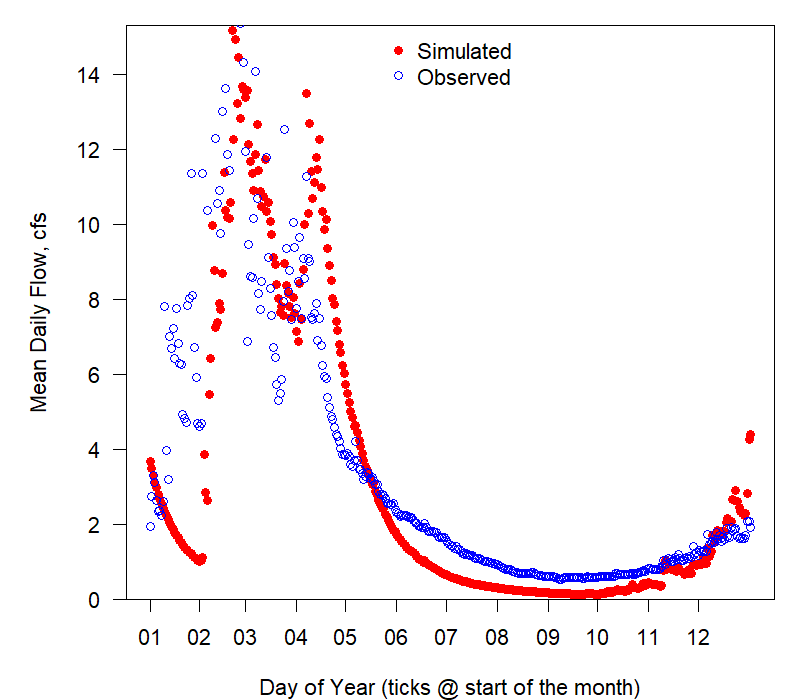 Simulated
Observed
14
12
10
8
6
4
2
0
Mean Daily Flow, cfs
01 02 03 04 05 06 07 08 09 10 11 12
Day of Year (ticks @ start of the month)